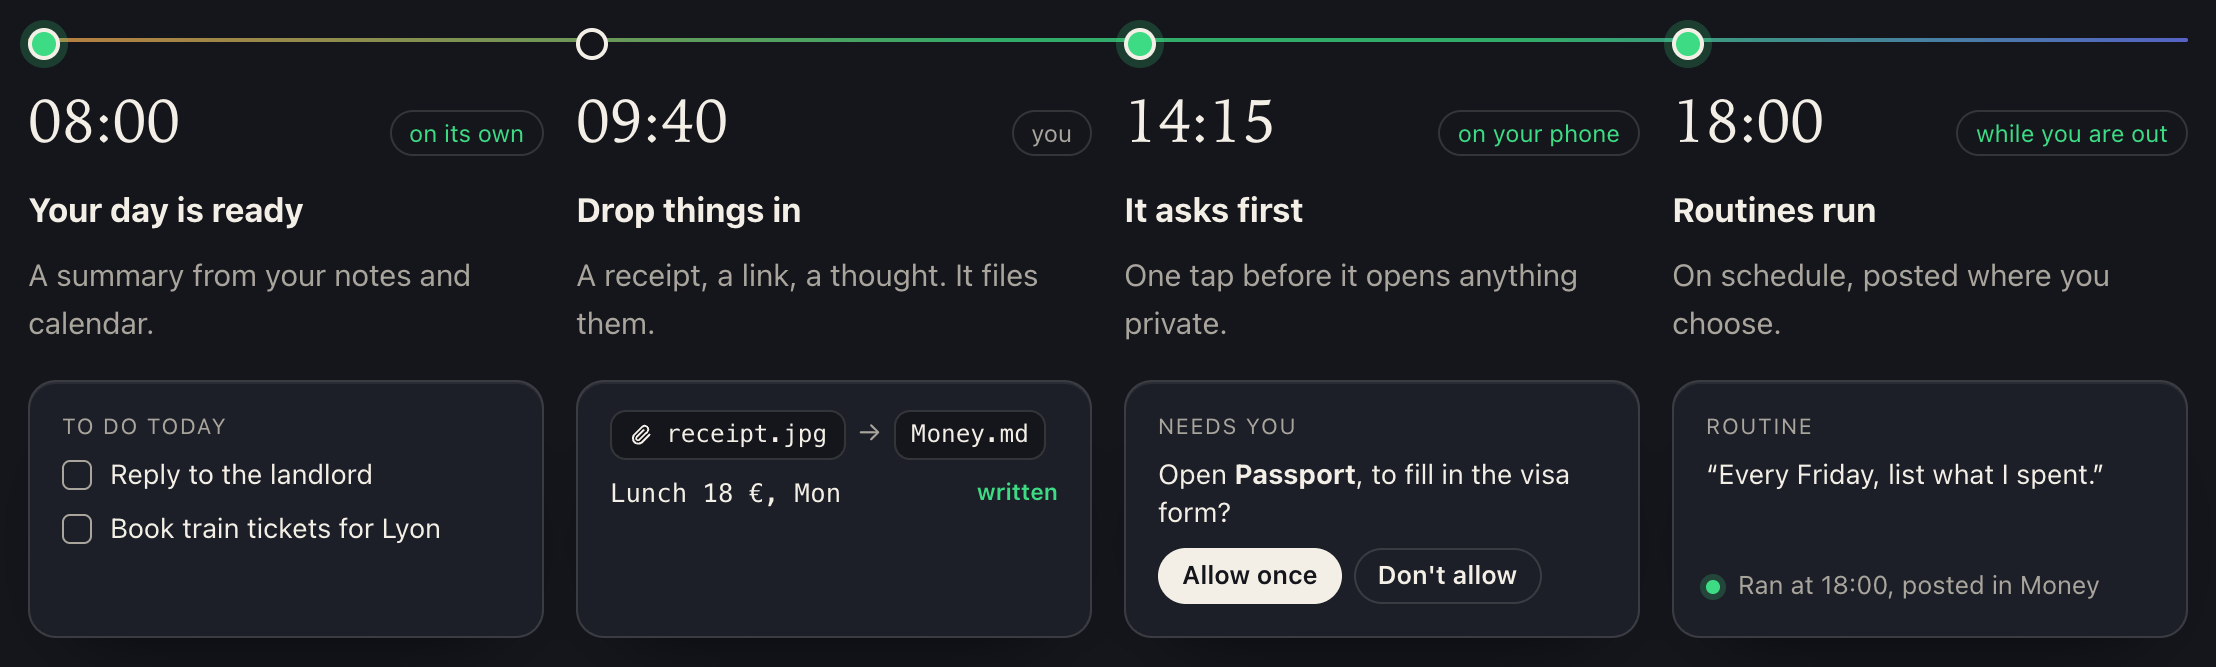 08:00
on its own
Your day is ready
A summary from your notes and
calendar.
TO DO TODAY
Reply to the landlord
Book train tickets for Lyon
09:40
you
Drop things in
A receipt, a link, a thought. It files
them.
receipt.jpg → Money.md
Lunch 18 €, Mon
written
14:15
on your phone
It asks first
One tap before it opens anything
private.
NEEDS YOU
Open Passport, to fill in the visa
form?
Allow once
Don't allow
18:00
while you are out
Routines run
On schedule, posted where you
choose.
ROUTINE
“Every Friday, list what I spent.”
Ran at 18:00, posted in Money